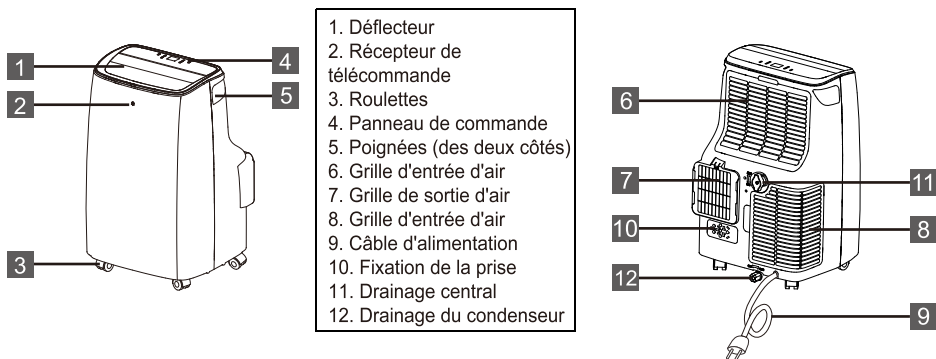 1
2
3
4
5
1. Déflecteur
2. Récepteur de
télécommande
3. Roulettes
4. Panneau de commande
5. Poignées (des deux côtés)
6. Grille d'entrée d'air
7. Grille de sortie d'air
8. Grille d'entrée d'air
9. Câble d'alimentation
10. Fixation de la prise
11. Drainage central
12. Drainage du condenseur
6
7
10
12
11
8
9